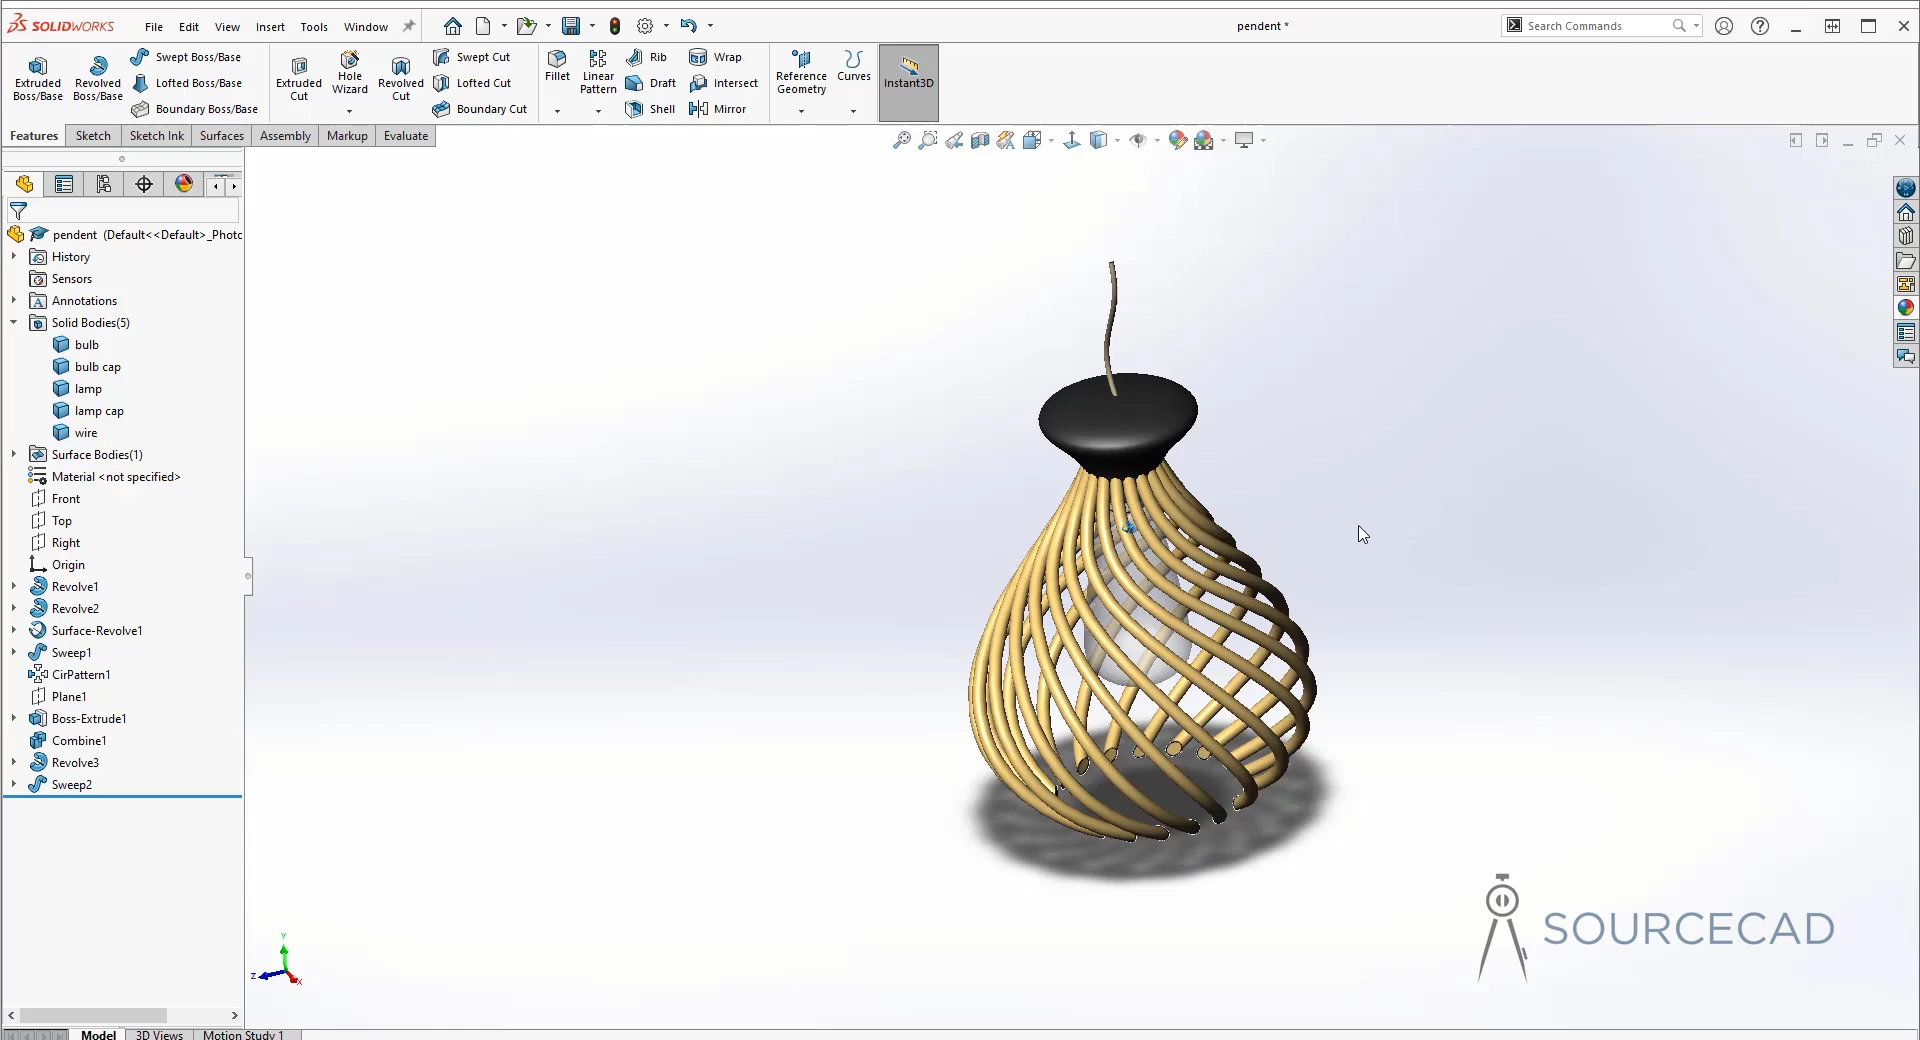 SOLIDWORKS File Edit View Insert Tools Window pendent * Search Commands
Extruded Boss/Base
Revolved Boss/Base
Swept Boss/Base
Lofted Boss/Base
Boundary Boss/Base
Extruded Cut
Hole Wizard
Revolved Cut
Swept Cut
Lofted Cut
Boundary Cut
Fillet
Linear Pattern
Rib
Draft
Shell
Wrap
Intersect
Mirror
Reference Geometry
Curves
Instant3D
Features Sketch Sketch Ink Surfaces Assembly Markup Evaluate
pendent (Default<<Default>_Photo
History
Sensors
A Annotations
Solid Bodies(5)
bulb
bulb cap
lamp
lamp cap
wire
Surface Bodies(1)
Material <not specified>
Front
Top
Right
Origin
Revolve1
Revolve2
Surface-Revolve1
Sweep1
CirPattern1
Plane1
Boss-Extrude1
Combine1
Revolve3
Sweep2
Y
Z
X
SOURCECAD
Model 3D Views Motion Study 1